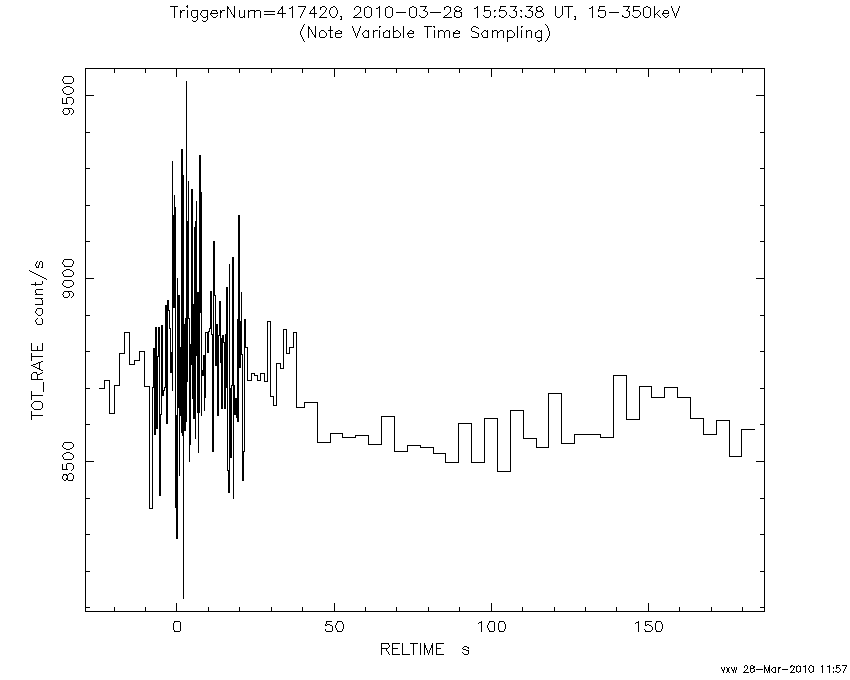 TriggerNum=417420, 2010-03-28 15:53:38 UT, 15-350keV
(Note Variable Time Sampling)
9500
9000
8500
TOT_RATE count/s
0 50 100 150
RELTIME s
vxw 28-Mar-2010 11:57